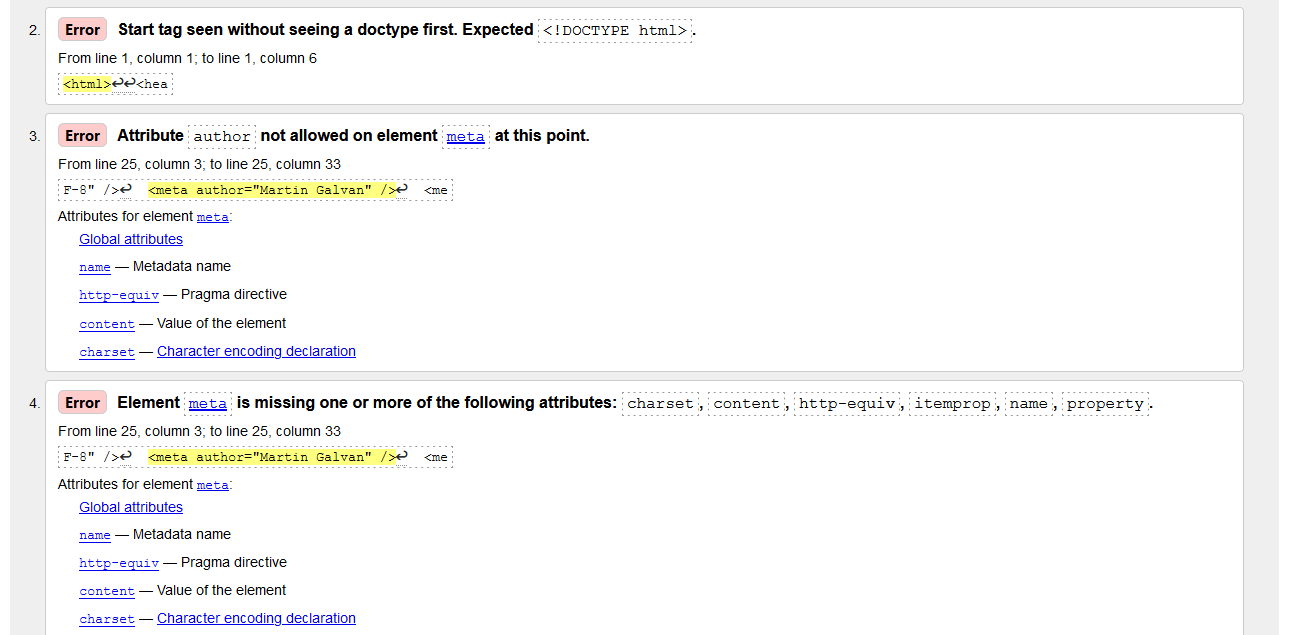 2. Error Start tag seen without seeing a doctype first. Expected <!DOCTYPE html>.
From line 1, column 1; to line 1, column 6
<html>↩↩<hea
3. Error Attribute author not allowed on element meta at this point.
From line 25, column 3; to line 25, column 33
F-8" />↩  <meta author="Martin Galvan" />↩  <me
Attributes for element meta:
Global attributes
name — Metadata name
http-equiv — Pragma directive
content — Value of the element
charset — Character encoding declaration
4. Error Element meta is missing one or more of the following attributes: charset, content, http-equiv, itemprop, name, property.
From line 25, column 3; to line 25, column 33
F-8" />↩  <meta author="Martin Galvan" />↩  <me
Attributes for element meta:
Global attributes
name — Metadata name
http-equiv — Pragma directive
content — Value of the element
charset — Character encoding declaration